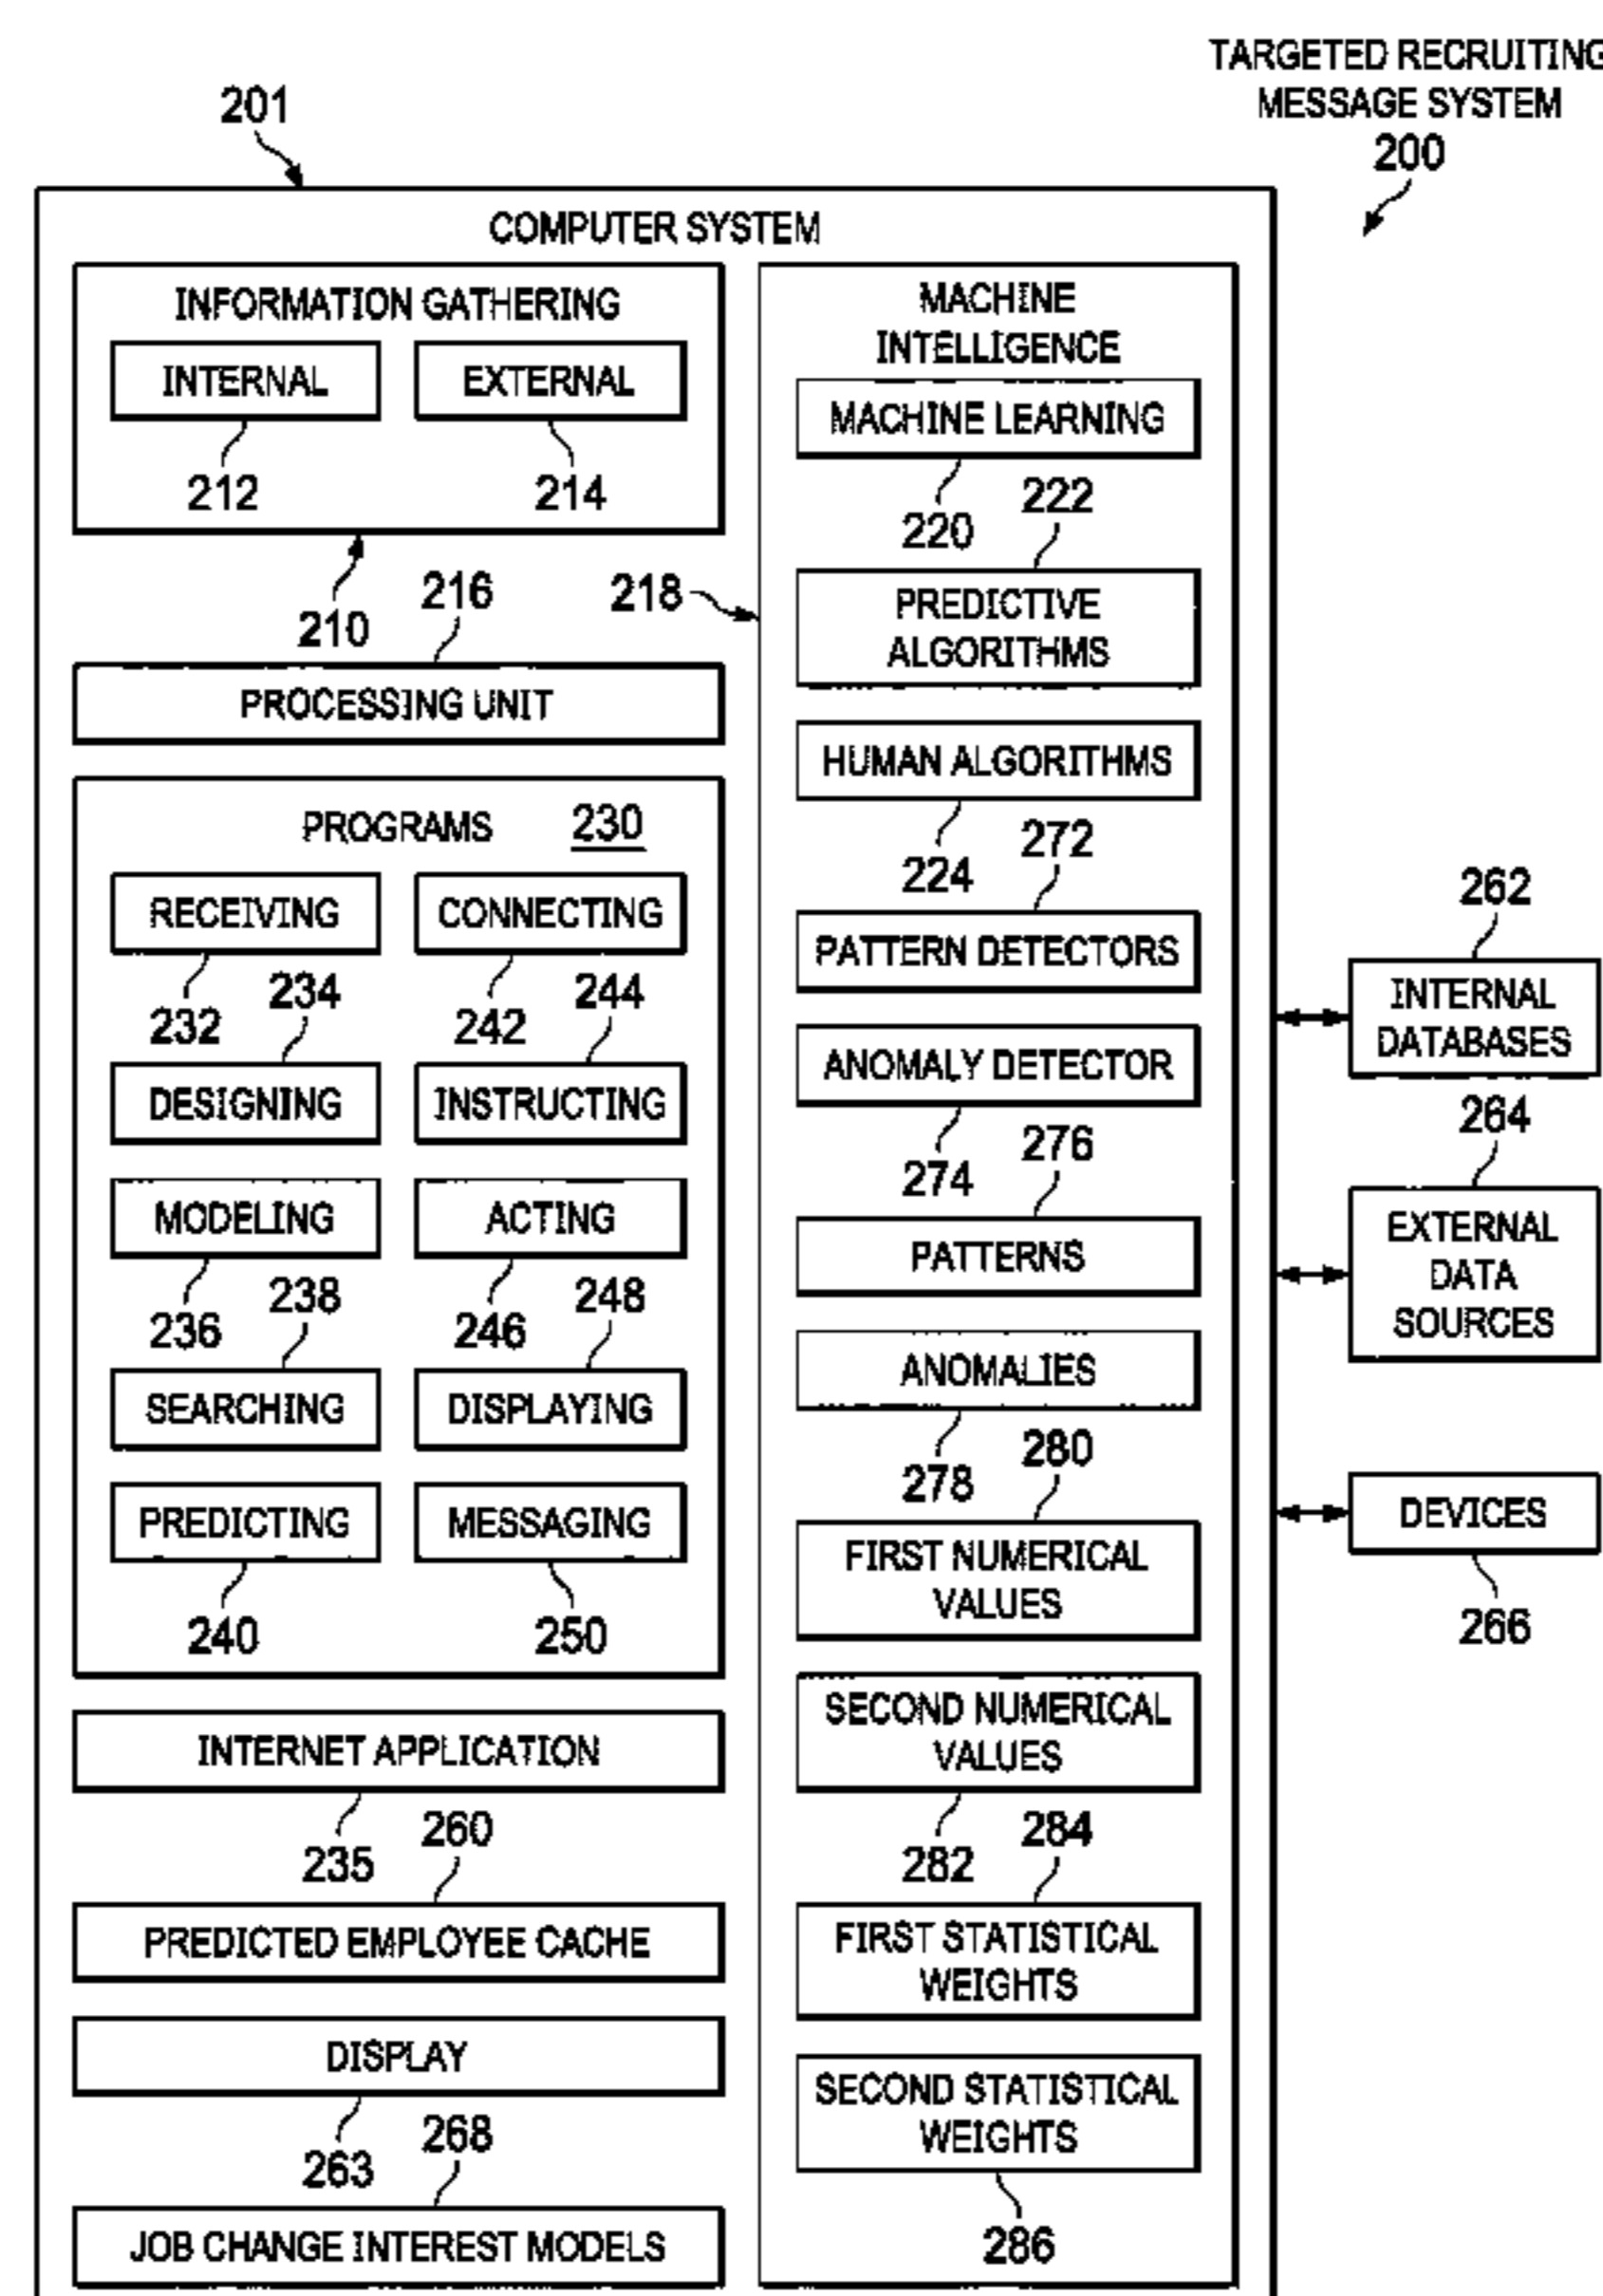 TARGETED RECRUITING
MESSAGE SYSTEM
200
201
COMPUTER SYSTEM
INFORMATION GATHERING
INTERNAL
EXTERNAL
212
214
210
216
PROCESSING UNIT
PROGRAMS 230
RECEIVING
CONNECTING
232
234
242
244
DESIGNING
INSTRUCTING
MODELING
ACTING
236
238
246
248
SEARCHING
DISPLAYING
PREDICTING
MESSAGING
240
250
INTERNET APPLICATION
235
260
PREDICTED EMPLOYEE CACHE
DISPLAY
263
268
JOB CHANGE INTEREST MODELS
218
MACHINE
INTELLIGENCE
MACHINE LEARNING
220
222
PREDICTIVE
ALGORITHMS
HUMAN ALGORITHMS
224
272
PATTERN DETECTORS
ANOMALY DETECTOR
274
276
PATTERNS
ANOMALIES
278
280
FIRST NUMERICAL
VALUES
SECOND NUMERICAL
VALUES
282
284
FIRST STATISTICAL
WEIGHTS
SECOND STATISTICAL
WEIGHTS
286
262
INTERNAL
DATABASES
264
EXTERNAL
DATA
SOURCES
DEVICES
266